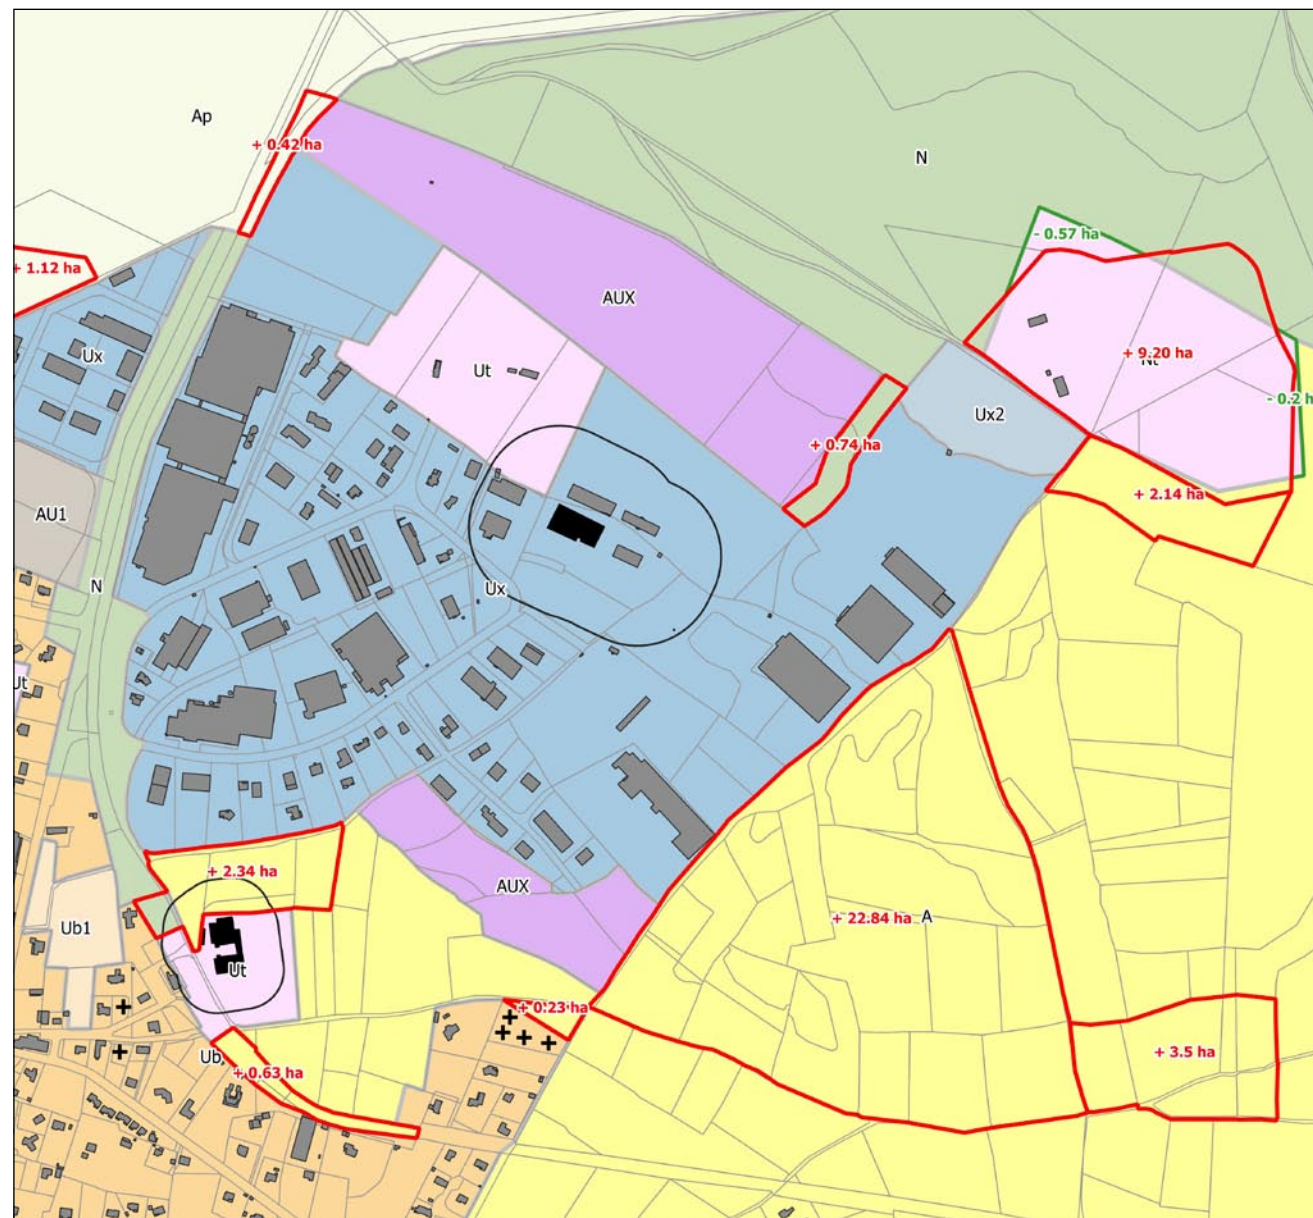 Ap
+ 0.42 ha
N
- 0.57 ha
+ 1.12 ha
AUX
Ux
+ 9.20 ha
Nt
Ut
- 0.2 h
Ux2
+ 0.74 ha
+ 2.14 ha
AU1
N
Ux
Ut
+ 2.34 ha
AUX
+ 22.84 ha
A
Ub1
Ut
+ 0.23 ha
Ub
+ 3.5 ha
+ 0.63 ha